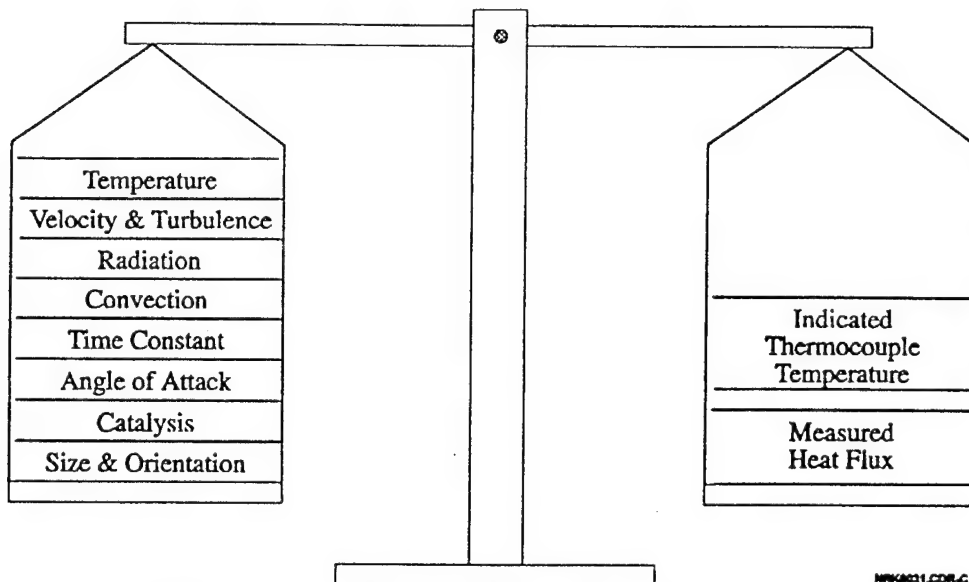 Temperature
Velocity & Turbulence
Radiation
Convection
Time Constant
Angle of Attack
Catalysis
Size & Orientation
Indicated
Thermocouple
Temperature
Measured
Heat Flux